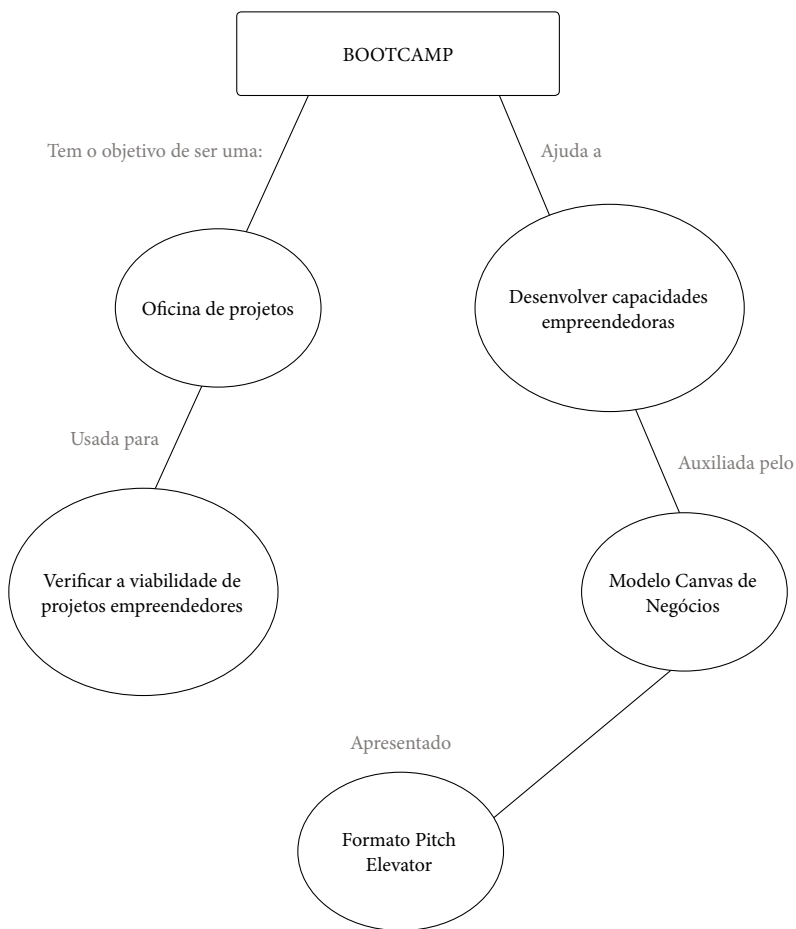 BOOTCAMP
Tem o objetivo de ser uma:
Ajuda a
Oficina de projetos
Desenvolver capacidades
empreendedoras
Usada para
Auxiliada pelo
Verificar a viabilidade de
projetos empreendedores
Modelo Canvas de
Negócios
Apresentado
Formato Pitch
Elevator